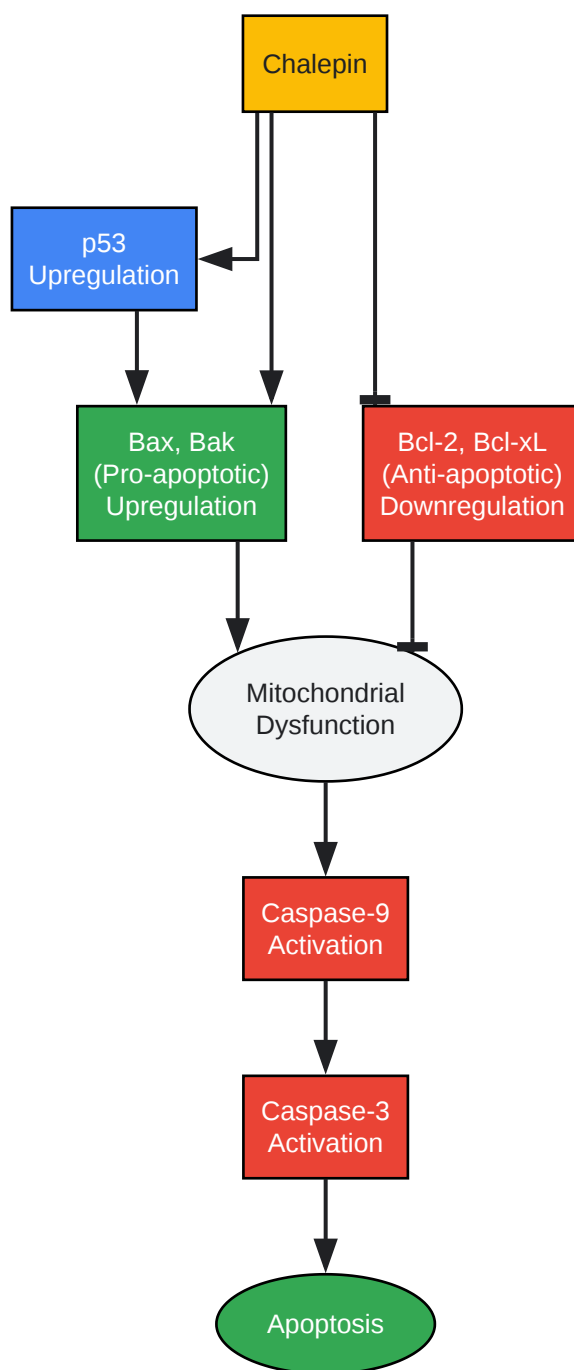 Chalepin
p53
Upregulation
Bax, Bak
(Pro-apoptotic)
Upregulation
Bcl-2, Bcl-xL
(Anti-apoptotic)
Downregulation
Mitochondrial
Dysfunction
Caspase-9
Activation
Caspase-3
Activation
Apoptosis